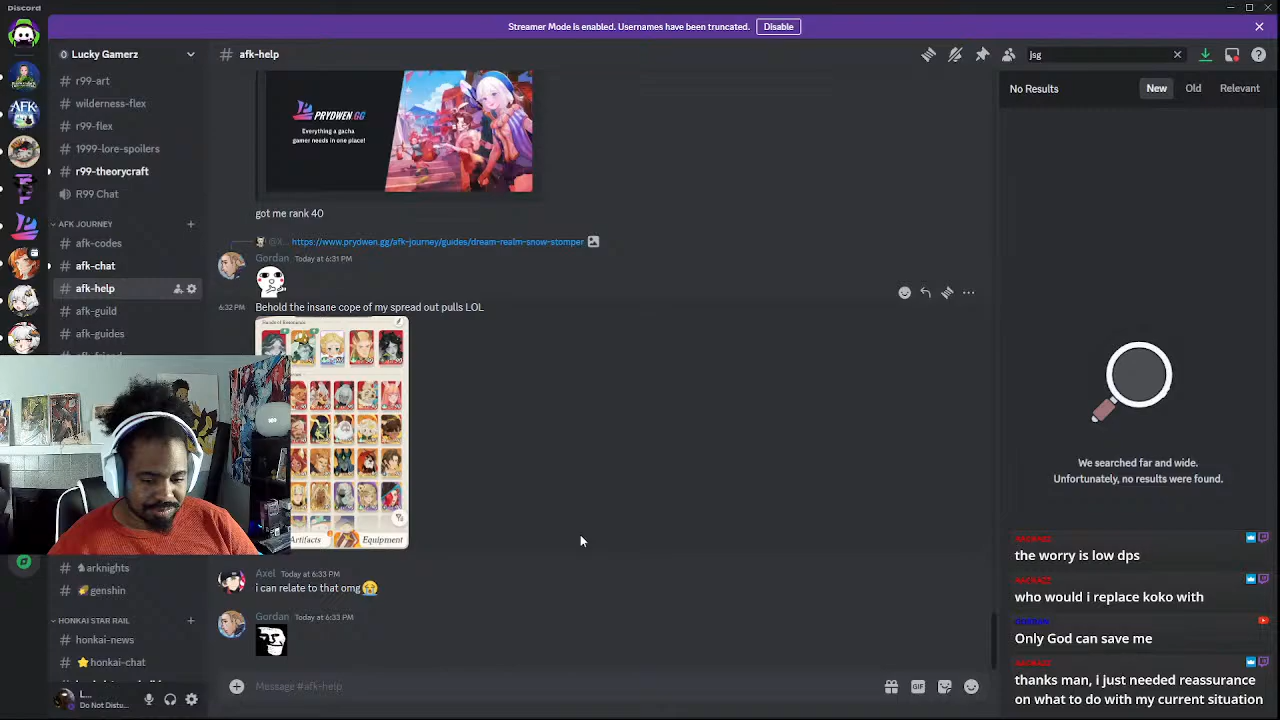 Discord
Streamer Mode is enabled. Usernames have been truncated.
Disable
Lucky Gamerz
afk-help
jsg
r99-art
wilderness-flex
r99-flex
1999-lore-spoilers
r99-theorycraft
R99 Chat
AFK JOURNEY
afk-codes
afk-chat
afk-help
afk-guild
afk-guides
arknights
genshin
HONKAI STAR RAIL
honkai-news
honkai-chat
L...
Do Not Distu...
PRYDWEN.GG
Everything a gacha
gamer needs in one place!
got me rank 40
https://www.prydwen.gg/afk-journey/guides/dream-realm-snow-stomper
Gordan Today at 6:31 PM
6:32 PM Behold the insane cope of my spread out pulls LOL
Artifacts
Equipment
Axel Today at 6:33 PM
i can relate to that omg
Gordan Today at 6:33 PM
Message #afk-help
GIF
No Results
New
Old
Relevant
We searched far and wide.
Unfortunately, no results were found.
the worry is low dps
who would i replace koko with
Only God can save me
thanks man, i just needed reassurance
on what to do with my current situation